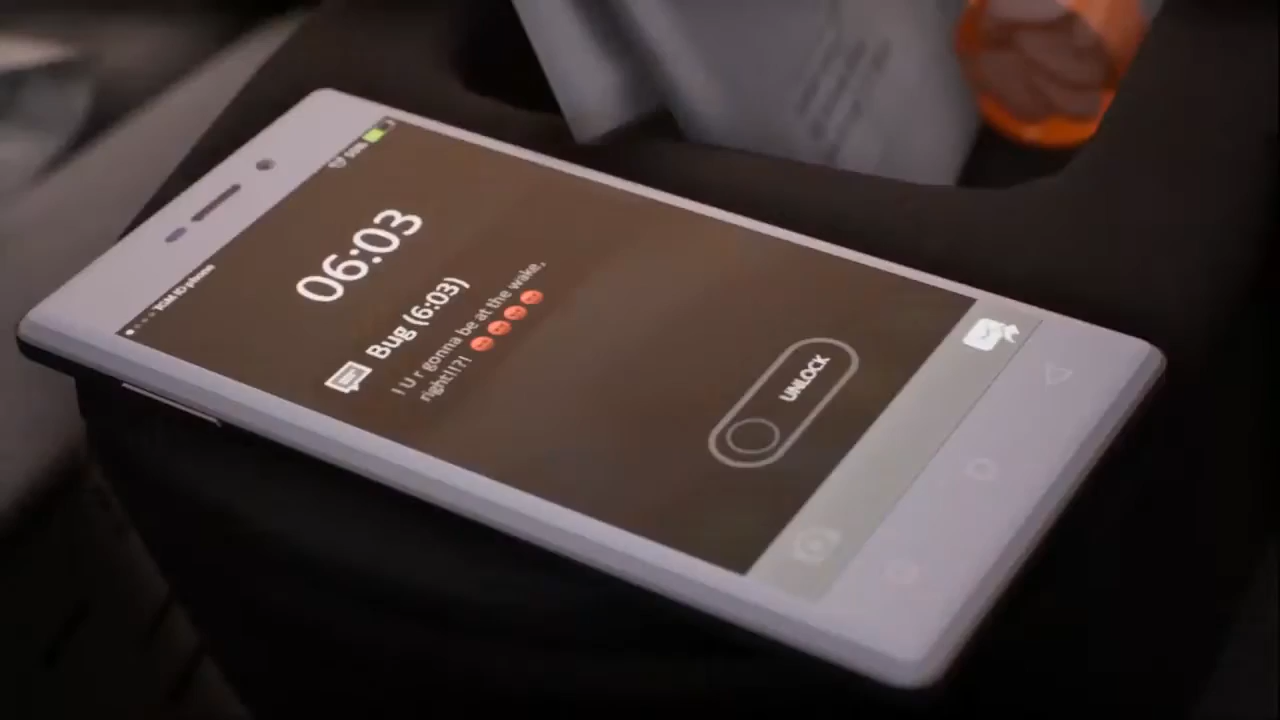 06:03
Bug (6:03)
! U r gonna be at the wake,
right!!?! 😡😡😡😡
UNLOCK